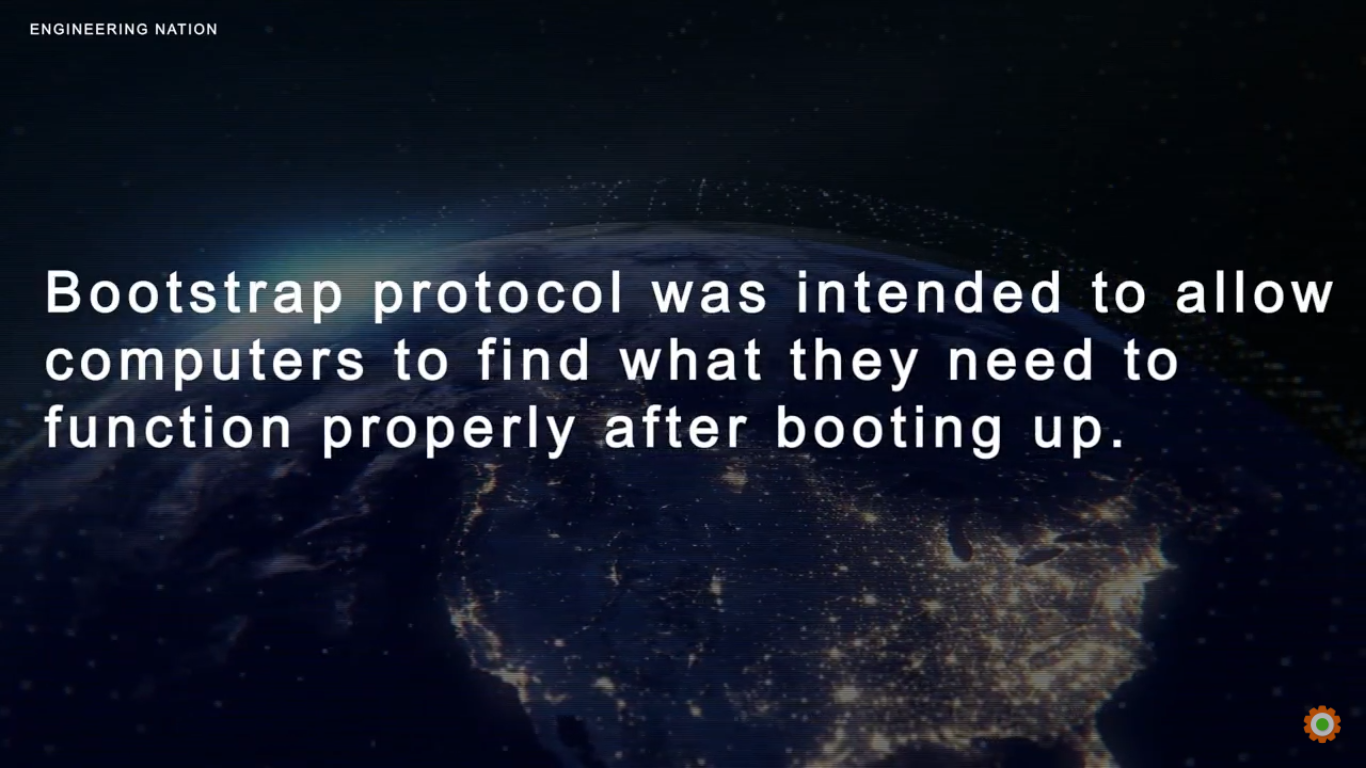 ENGINEERING NATION
Bootstrap protocol was intended to allow
computers to find what they need to
function properly after booting up.